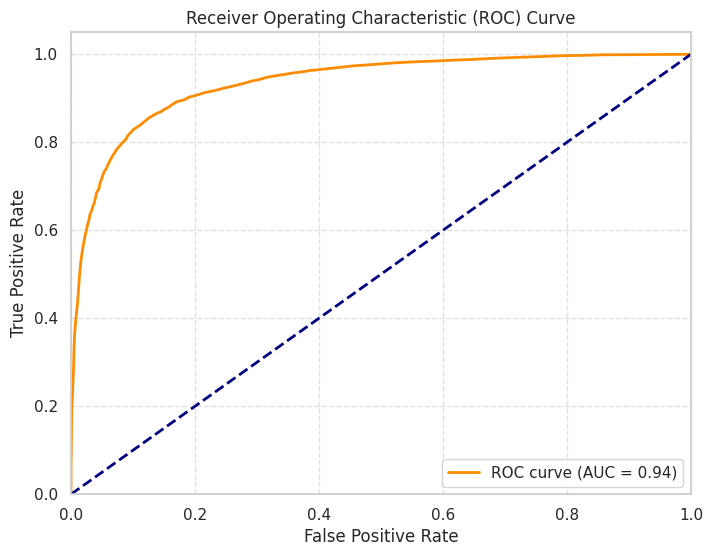 Receiver Operating Characteristic (ROC) Curve
1.0
0.8
0.6
0.4
0.2
0.0
True Positive Rate
ROC curve (AUC = 0.94)
0.0 0.2 0.4 0.6 0.8 1.0
False Positive Rate